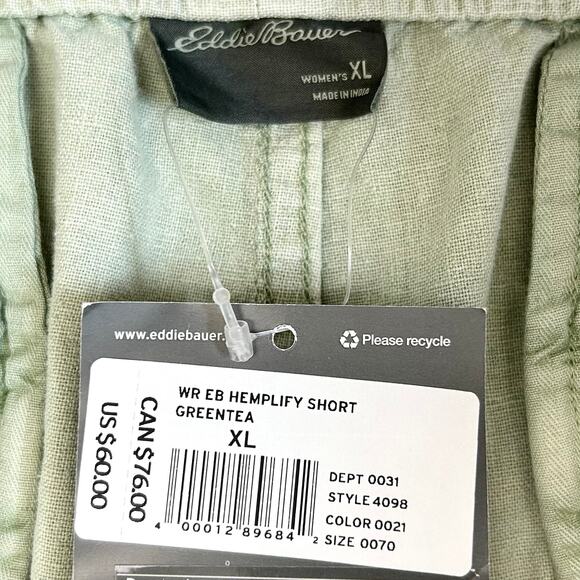 Eddie Bauer
WOMEN'S XL
MADE IN INDIA
www.eddiebauer.
Please recycle
WR EB HEMPLIFY SHORT
GREENTEA
XL
CAN $76.00
US $60.00
DEPT 0031
STYLE 4098
COLOR 0021
SIZE 0070
4 00012 89684 2